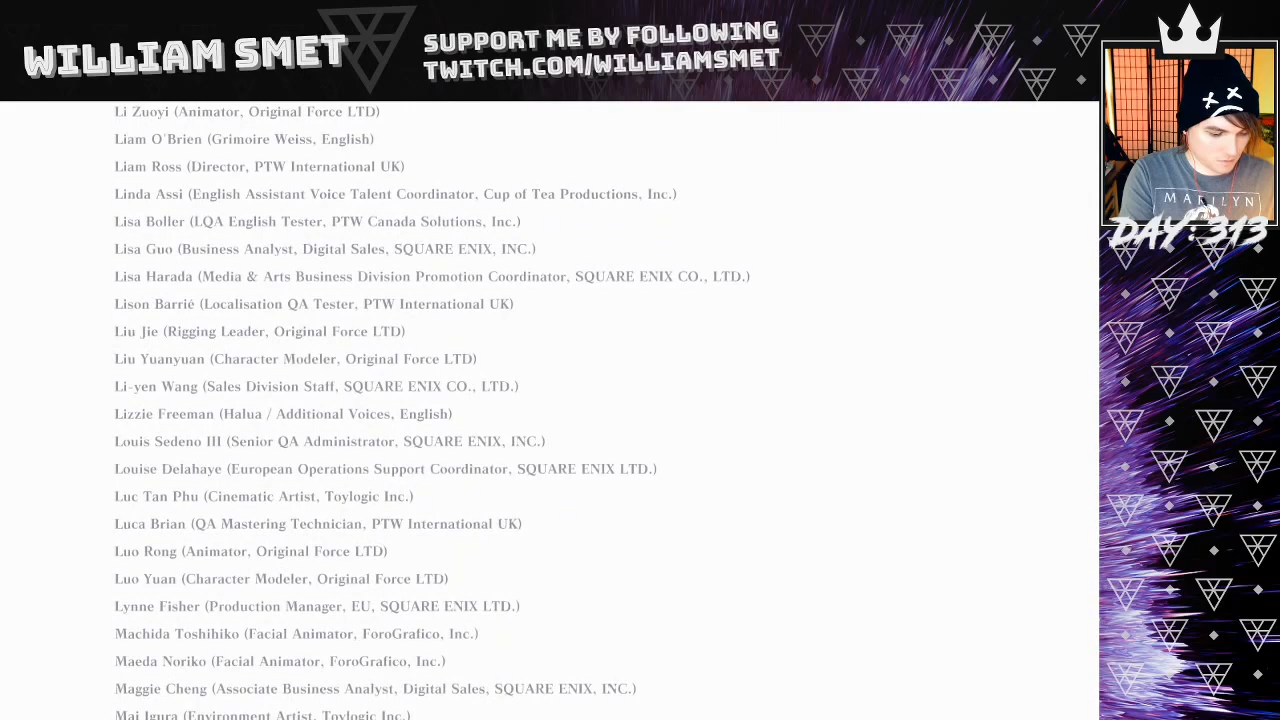 WILLIAM SMET
SUPPORT ME BY FOLLOWING
TWITCH.COM/WILLIAMSMET
Li Zuoyi (Animator, Original Force LTD)
Liam O'Brien (Grimoire Weiss, English)
Liam Ross (Director, PTW International UK)
Linda Assi (English Assistant Voice Talent Coordinator, Cup of Tea Productions, Inc.)
Lisa Boller (LQA English Tester, PTW Canada Solutions, Inc.)
Lisa Guo (Business Analyst, Digital Sales, SQUARE ENIX, INC.)
Lisa Harada (Media & Arts Business Division Promotion Coordinator, SQUARE ENIX CO., LTD.)
Lison Barrié (Localisation QA Tester, PTW International UK)
Liu Jie (Rigging Leader, Original Force LTD)
Liu Yuanyuan (Character Modeler, Original Force LTD)
Li-yen Wang (Sales Division Staff, SQUARE ENIX CO., LTD.)
Lizzie Freeman (Halua / Additional Voices, English)
Louis Sedeno III (Senior QA Administrator, SQUARE ENIX, INC.)
Louise Delahaye (European Operations Support Coordinator, SQUARE ENIX LTD.)
Luc Tan Phu (Cinematic Artist, Toylogic Inc.)
Luca Brian (QA Mastering Technician, PTW International UK)
Luo Rong (Animator, Original Force LTD)
Luo Yuan (Character Modeler, Original Force LTD)
Lynne Fisher (Production Manager, EU, SQUARE ENIX LTD.)
Machida Toshihiko (Facial Animator, ForoGrafico, Inc.)
Maeda Noriko (Facial Animator, ForoGrafico, Inc.)
Maggie Cheng (Associate Business Analyst, Digital Sales, SQUARE ENIX, INC.)
Mai Igura (Environment Artist, Toylogic Inc.)
MARILYN
DAY: 313